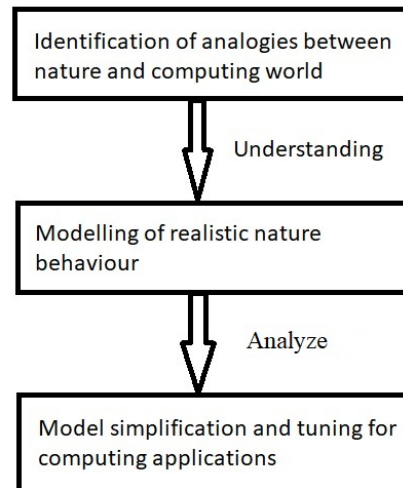 Identification of analogies between
nature and computing world
Understanding
Modelling of realistic nature
behaviour
Analyze
Model simplification and tuning for
computing applications